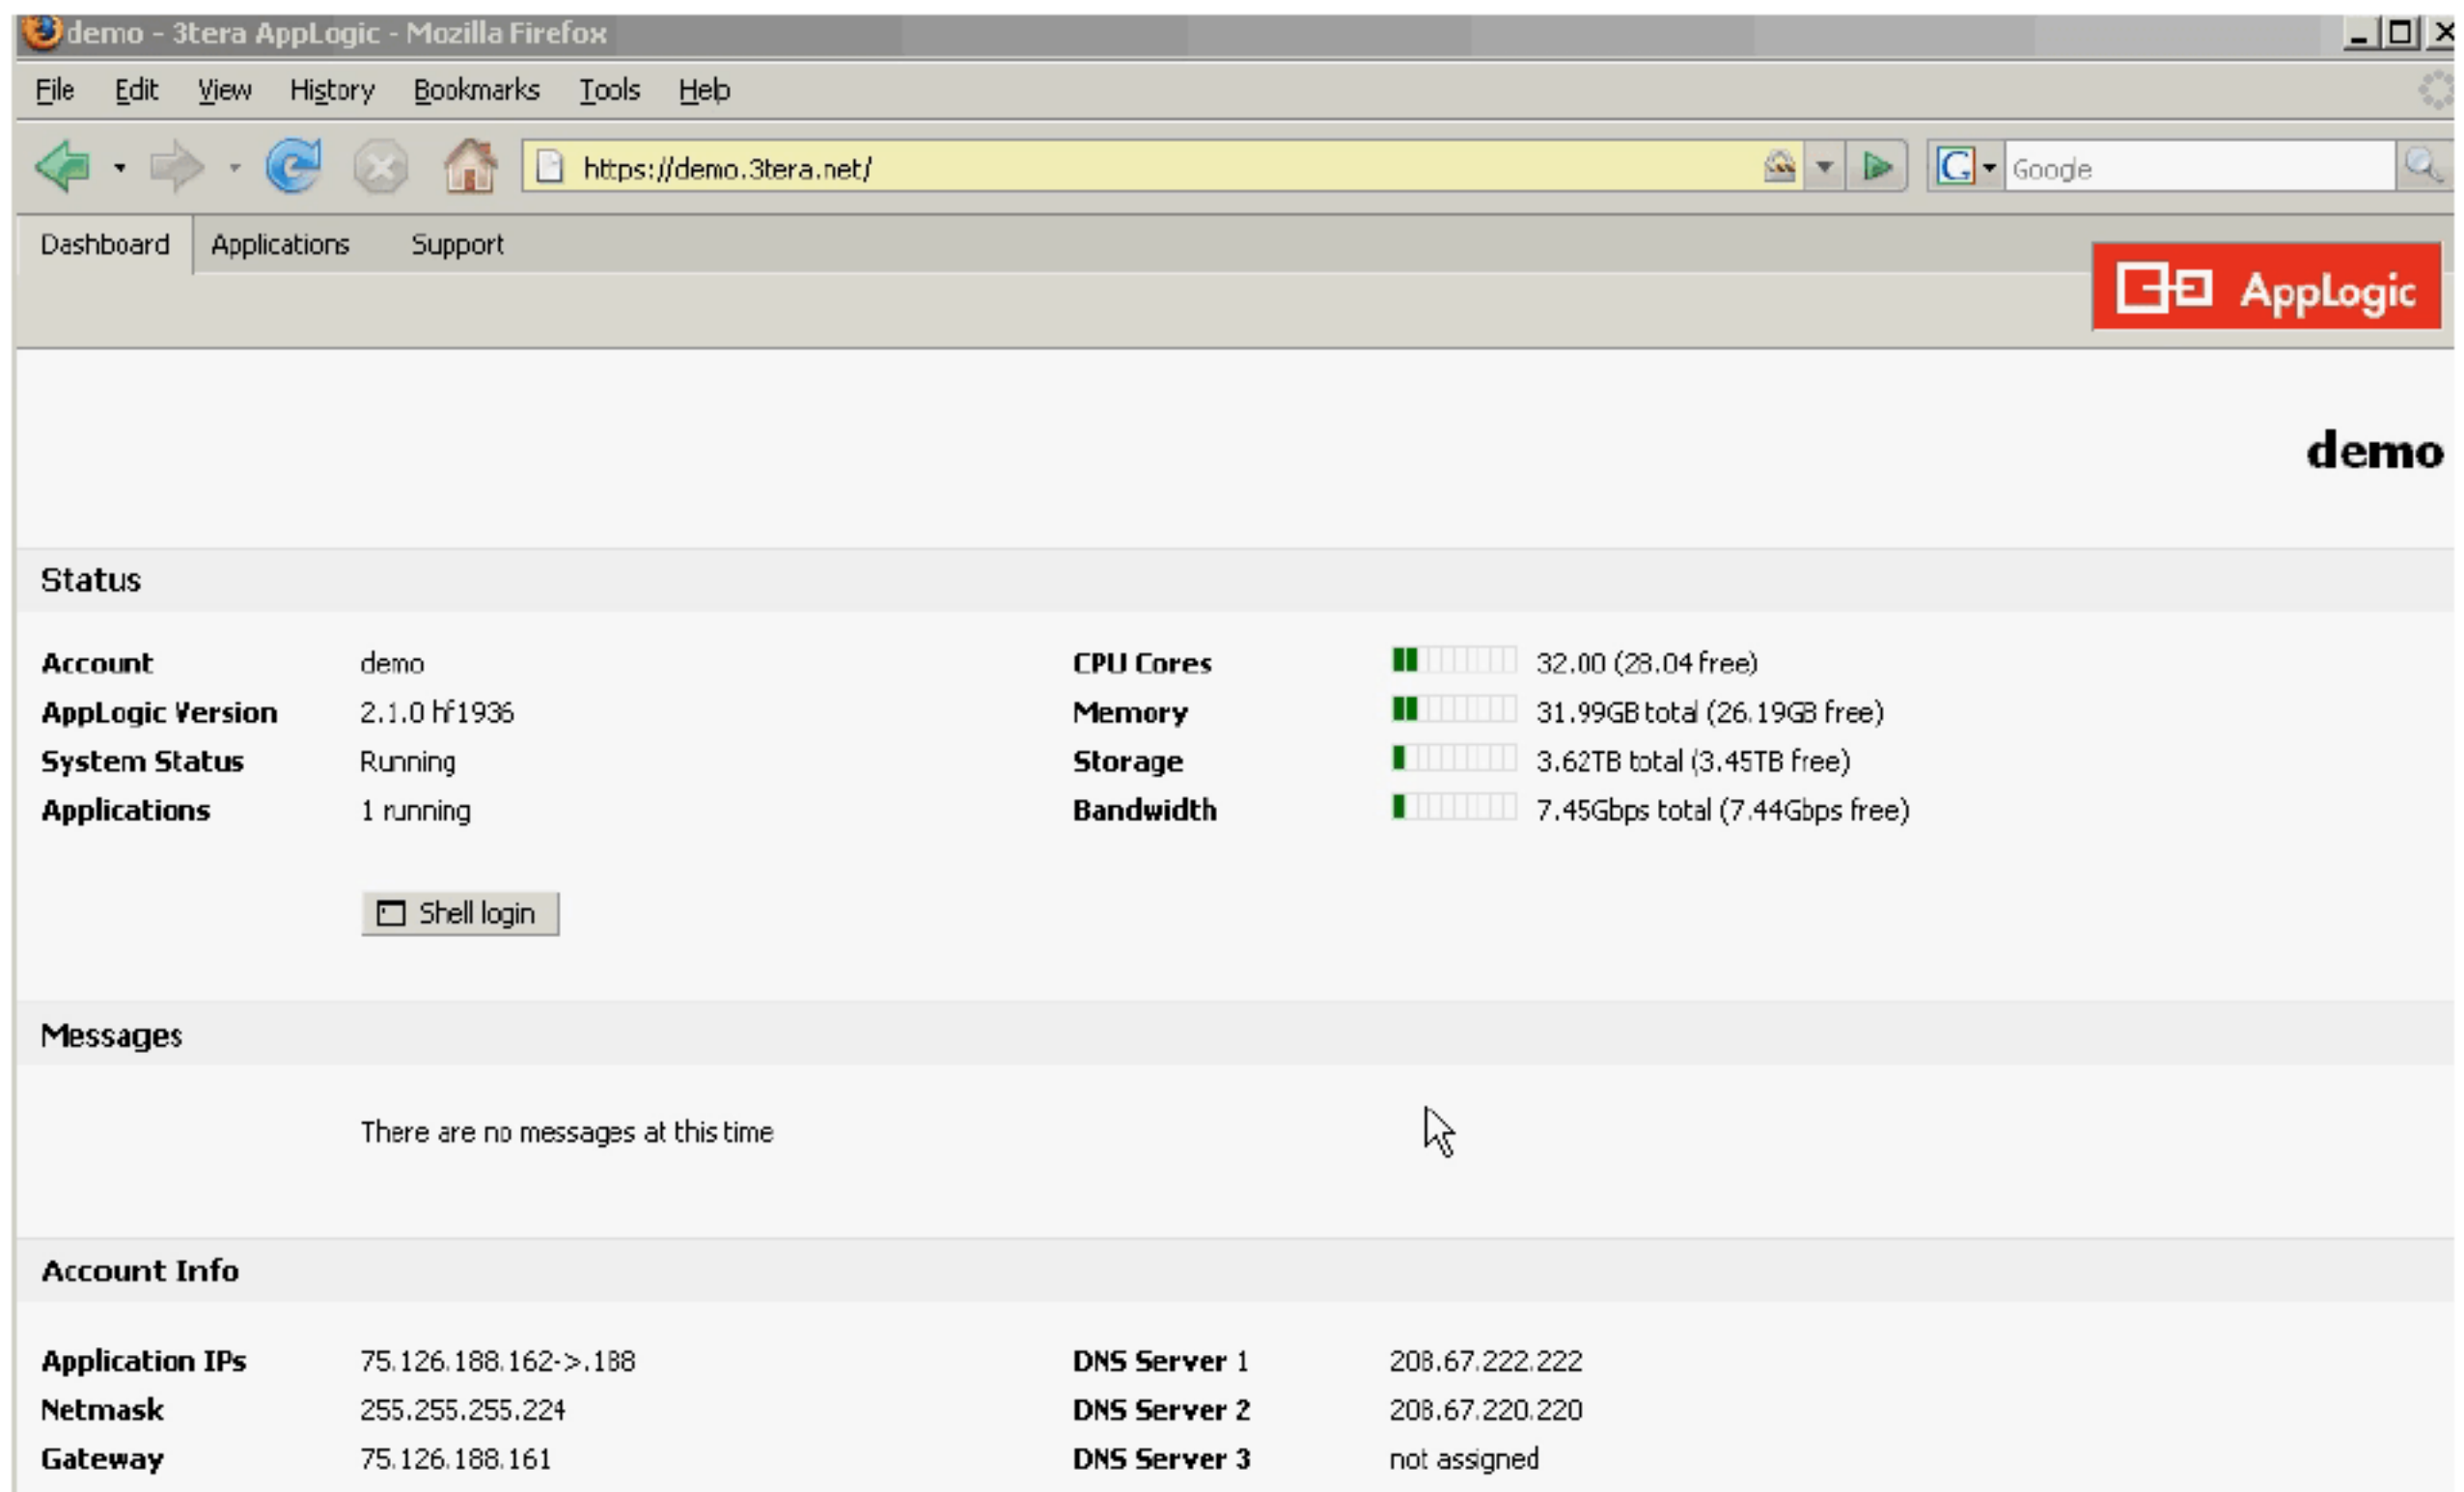 demo - 3tera AppLogic - Mozilla Firefox
File Edit View History Bookmarks Tools Help
https://demo.3tera.net/ Google
Dashboard Applications Support
AppLogic
demo
Status
Account demo CPU Cores 32.00 (28.04 free)
AppLogic Version 2.1.0 hf1936 Memory 31.99GB total (26.19GB free)
System Status Running Storage 3.62TB total (3.45TB free)
Applications 1 running Bandwidth 7.45Gbps total (7.44Gbps free)
Shell login
Messages
There are no messages at this time
Account Info
Application IPs 75.126.188.162->.188 DNS Server 1 208.67.222.222
Netmask 255.255.255.224 DNS Server 2 208.67.220.220
Gateway 75.126.188.161 DNS Server 3 not assigned